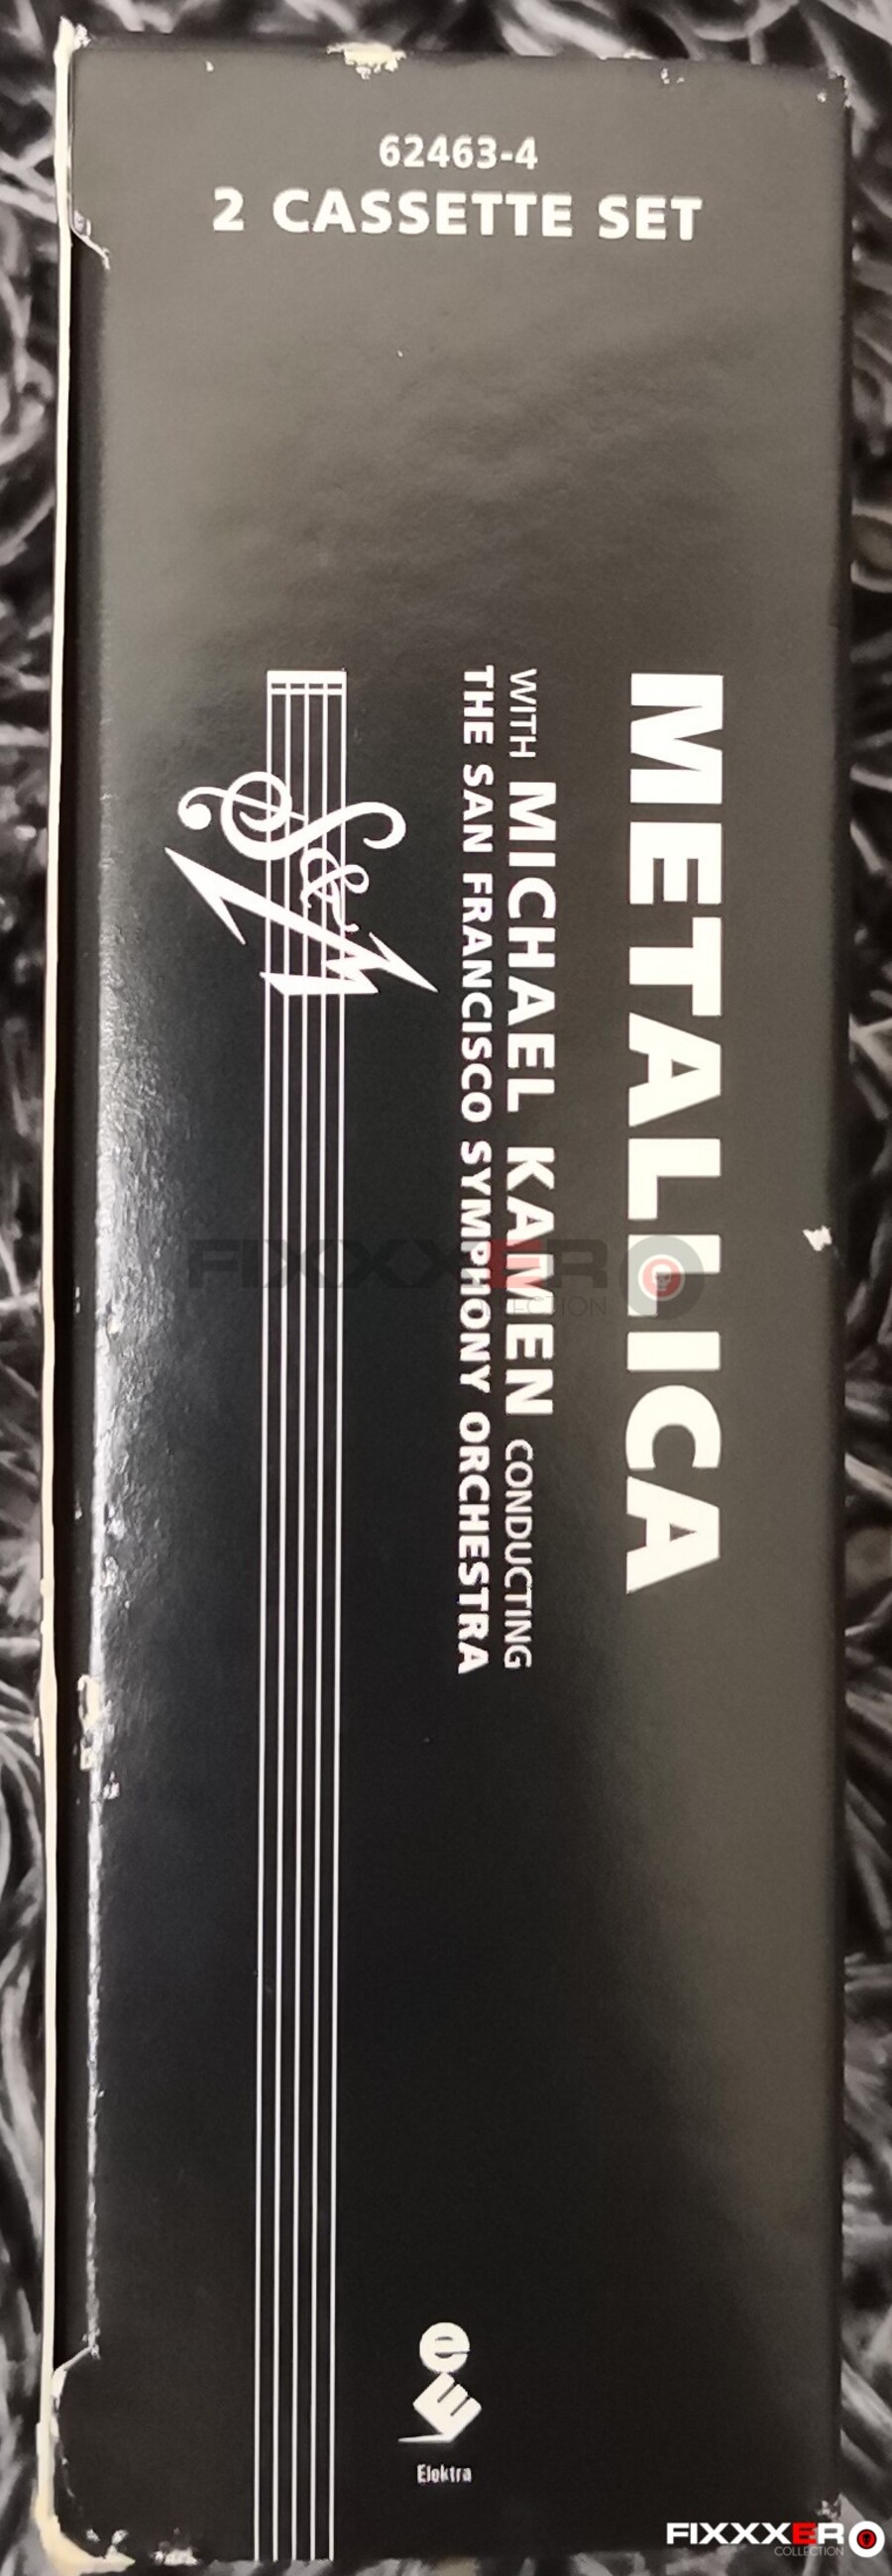 62463-4
2 CASSETTE SET
METALLICA
WITH MICHAEL KAMEN CONDUCTING
THE SAN FRANCISCO SYMPHONY ORCHESTRA
S&M
FIXXXER
COLLECTION
e
E
Elektra
FIXXXER
COLLECTION